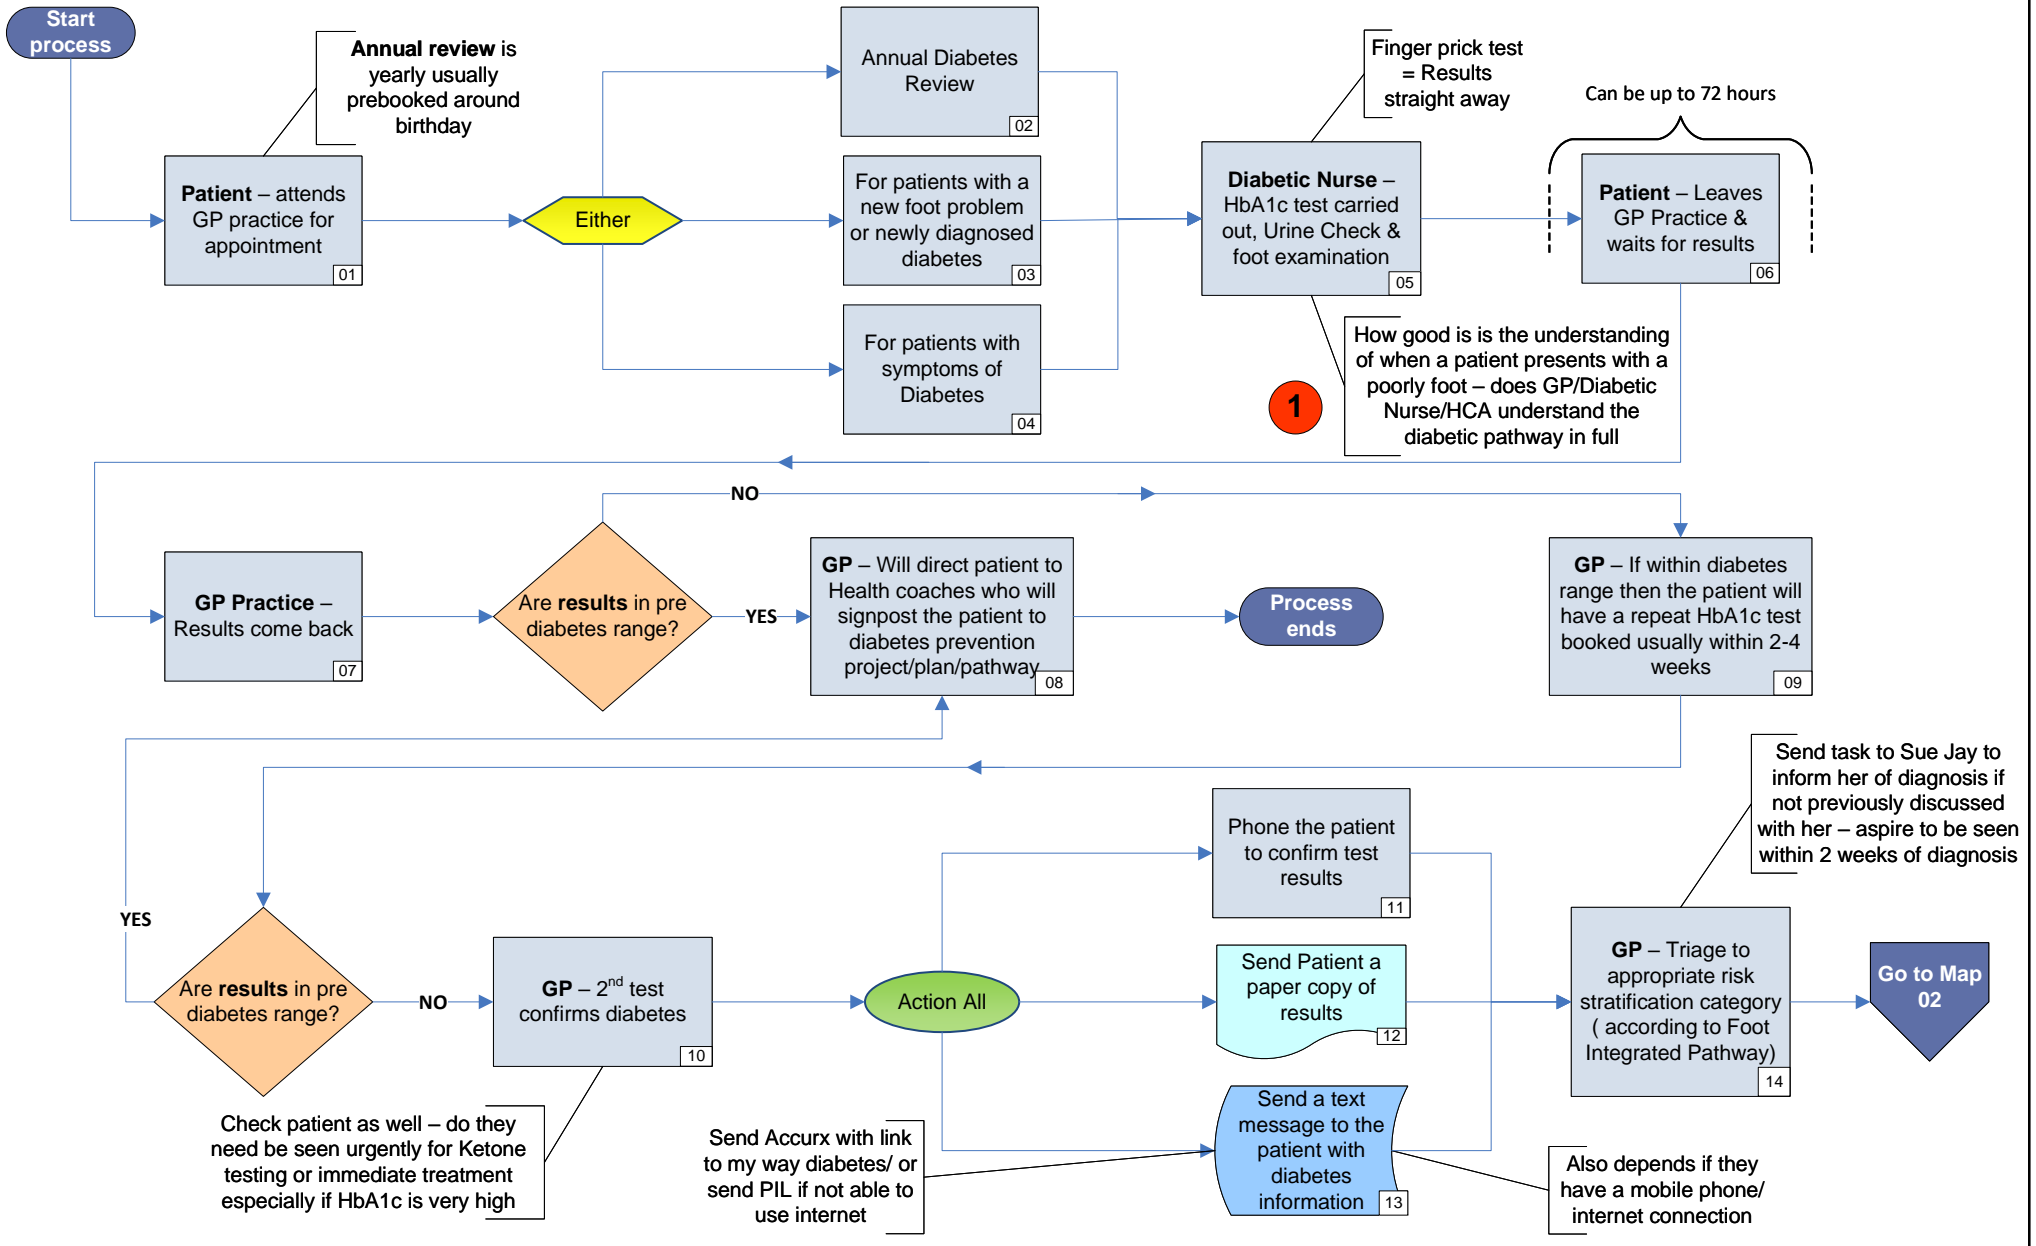 Start
process
Annual review is
yearly usually
prebooked around
birthday
Patient – attends
GP practice for
appointment
01
Either
Annual Diabetes
Review
02
For patients with a
new foot problem
or newly diagnosed
diabetes
03
For patients with
symptoms of
Diabetes
04
Finger prick test
= Results
straight away
Diabetic Nurse –
HbA1c test carried
out, Urine Check &
foot examination
05
Can be up to 72 hours
Patient – Leaves
GP Practice &
waits for results
06
1
How good is is the understanding
of when a patient presents with a
poorly foot – does GP/Diabetic
Nurse/HCA understand the
diabetic pathway in full
GP Practice –
Results come back
07
Are results in pre
diabetes range?
NO
YES
GP – Will direct patient to
Health coaches who will
signpost the patient to
diabetes prevention
project/plan/pathway
08
Process
ends
GP – If within diabetes
range then the patient will
have a repeat HbA1c test
booked usually within 2-4
weeks
09
YES
Are results in pre
diabetes range?
NO
GP – 2nd test
confirms diabetes
10
Check patient as well – do they
need be seen urgently for Ketone
testing or immediate treatment
especially if HbA1c is very high
Action All
Phone the patient
to confirm test
results
11
Send Patient a
paper copy of
results
12
Send a text
message to the
patient with
diabetes
information
13
Send Accurx with link
to my way diabetes/ or
send PIL if not able to
use internet
Also depends if they
have a mobile phone/
internet connection
Send task to Sue Jay to
inform her of diagnosis if
not previously discussed
with her – aspire to be seen
within 2 weeks of diagnosis
GP – Triage to
appropriate risk
stratification category
( according to Foot
Integrated Pathway)
14
Go to Map
02